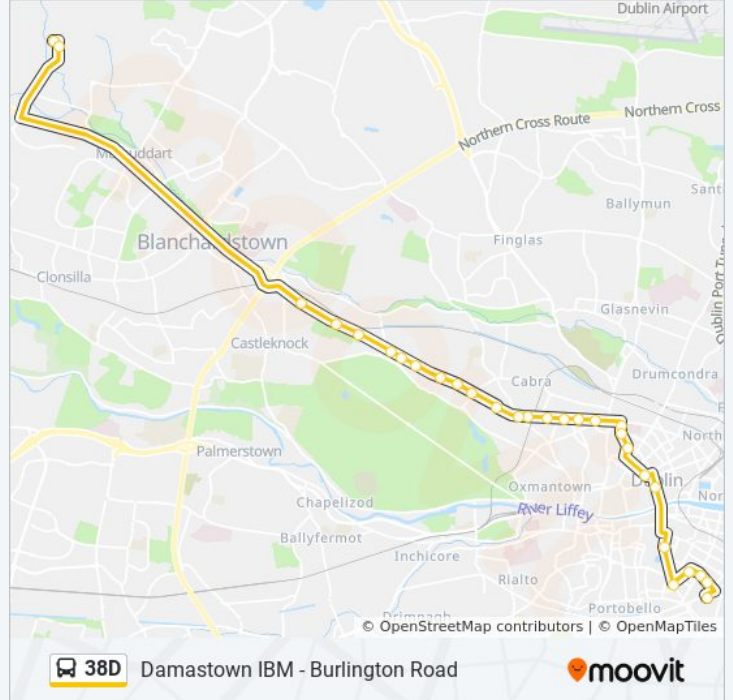 Dublin Airport
Northern Cross Route
Northern Cross
Sant
Ballymun
Blanchardstown
Finglas
Clonsilla
Dublin Port Tunnel
Glasnevin
Castleknock
Cabra
Drumcondra
North
Palmerstown
Dublin
Oxmantown
Nor
Chapelizod
River Liffey
Ballyfermot
Inchicore
Rialto
Drimnagh
Portobello
© OpenStreetMap contributors | © OpenMapTiles
38D Damastown IBM - Burlington Road
moovit